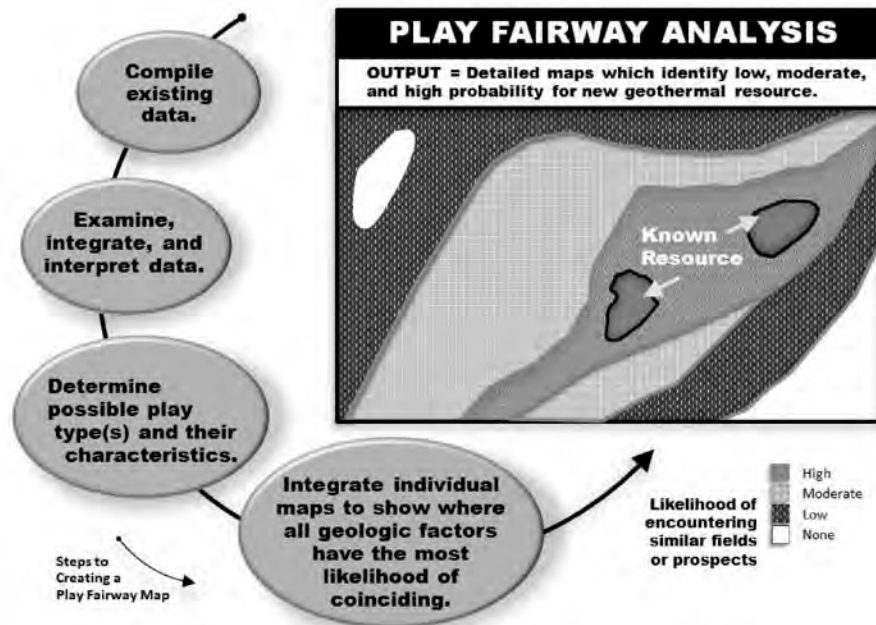 Compile
existing
data.
Examine,
integrate, and
interpret data.
Determine
possible play
type(s) and their
characteristics.
Integrate individual
maps to show where
all geologic factors
have the most
likelihood of
coinciding.
Steps to
Creating a
Play Fairway Map
PLAY FAIRWAY ANALYSIS
OUTPUT = Detailed maps which identify low, moderate,
and high probability for new geothermal resource.
Known
Resource
Likelihood of
encountering
similar fields
or prospects
High
Moderate
Low
None